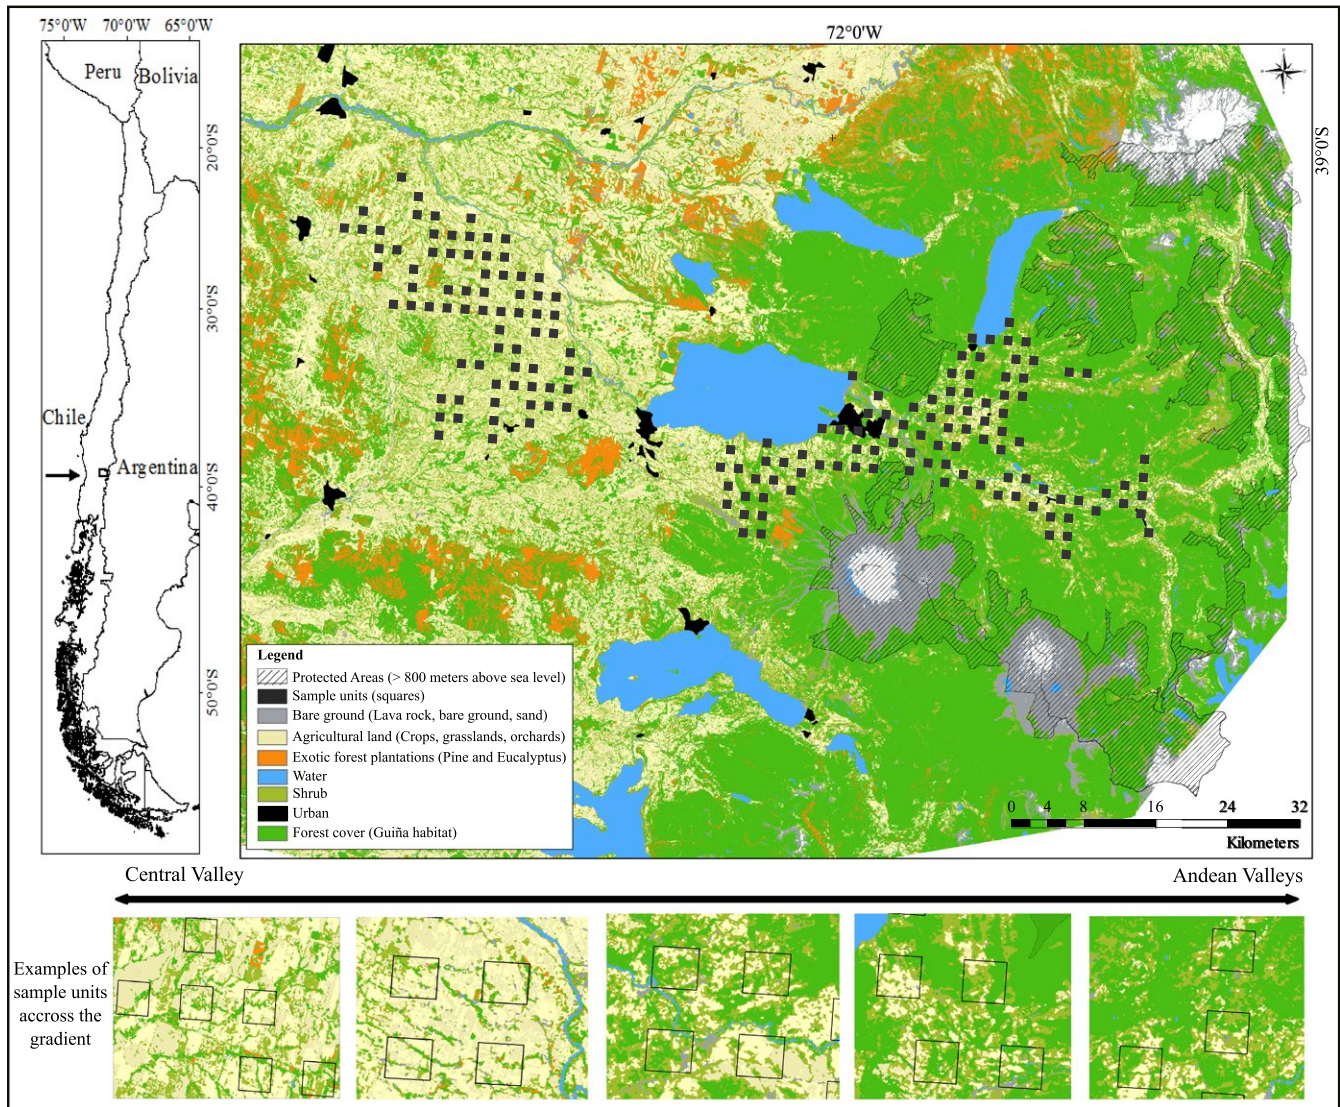 75°0'W 70°0'W 65°0'W
72°0'W
Peru
Bolivia
20°0'S
39°0'S
30°0'S
Chile
Argentina
40°0'S
50°0'S
Legend
Protected Areas (> 800 meters above sea level)
Sample units (squares)
Bare ground (Lava rock, bare ground, sand)
Agricultural land (Crops, grasslands, orchards)
Exotic forest plantations (Pine and Eucalyptus)
Water
Shrub
Urban
Forest cover (Guiña habitat)
0 4 8 16 24 32
Kilometers
Central Valley
Andean Valleys
Examples of
sample units
accross the
gradient